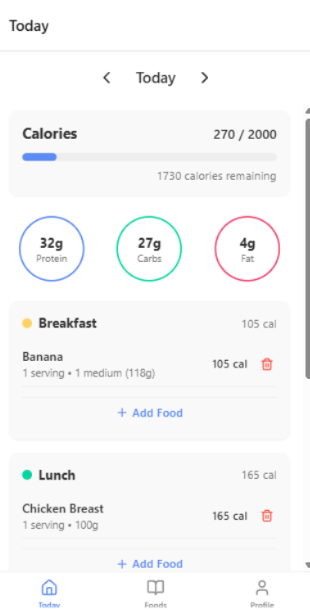 Today
Today
Calories 270 / 2000
1730 calories remaining
32g 27g 4g
Protein Carbs Fat
Breakfast 105 cal
Banana
1 serving • 1 medium (118g) 105 cal
+ Add Food
Lunch 165 cal
Chicken Breast
1 serving • 100g 165 cal
+ Add Food
Today Foods Profile